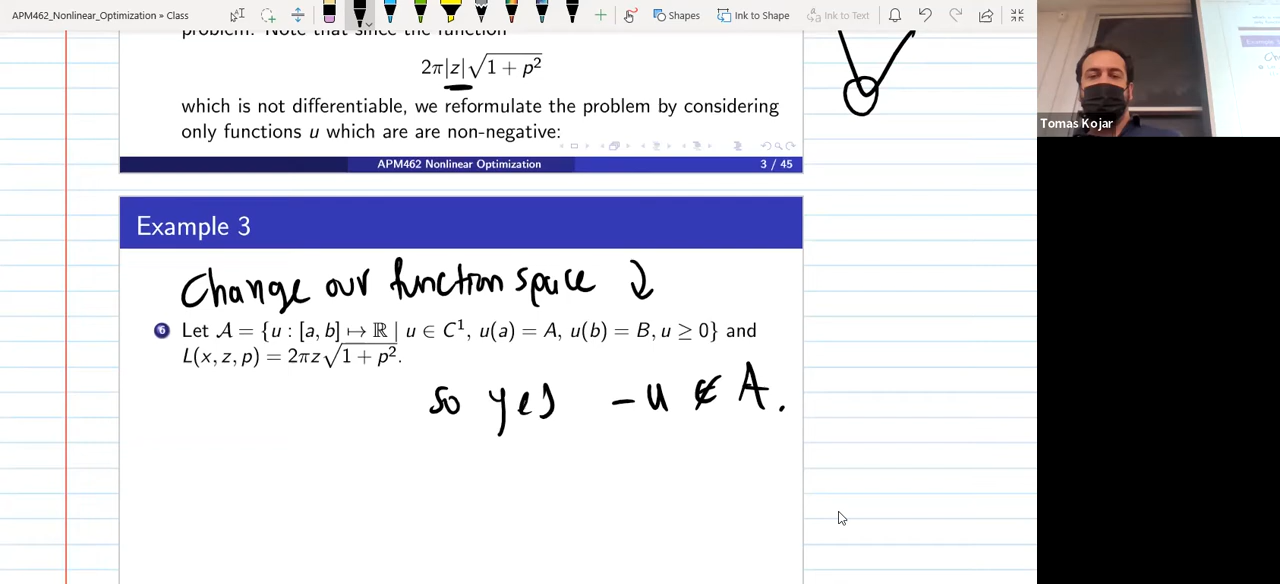 APM462_Nonlinear_Optimization » Class
Shapes
Ink to Shape
Ink to Text
problem. Note that since the function
2π|z|√(1 + p²)
which is not differentiable, we reformulate the problem by considering
only functions u which are are non-negative:
APM462 Nonlinear Optimization
3 / 45
Tomas Kojar
Example 3
Change our function space
6 Let 𝒜 = {u : [a, b] ↦ ℝ | u ∈ C¹, u(a) = A, u(b) = B, u ≥ 0} and
L(x, z, p) = 2πz√(1 + p²).
so yes -u ∉ A.